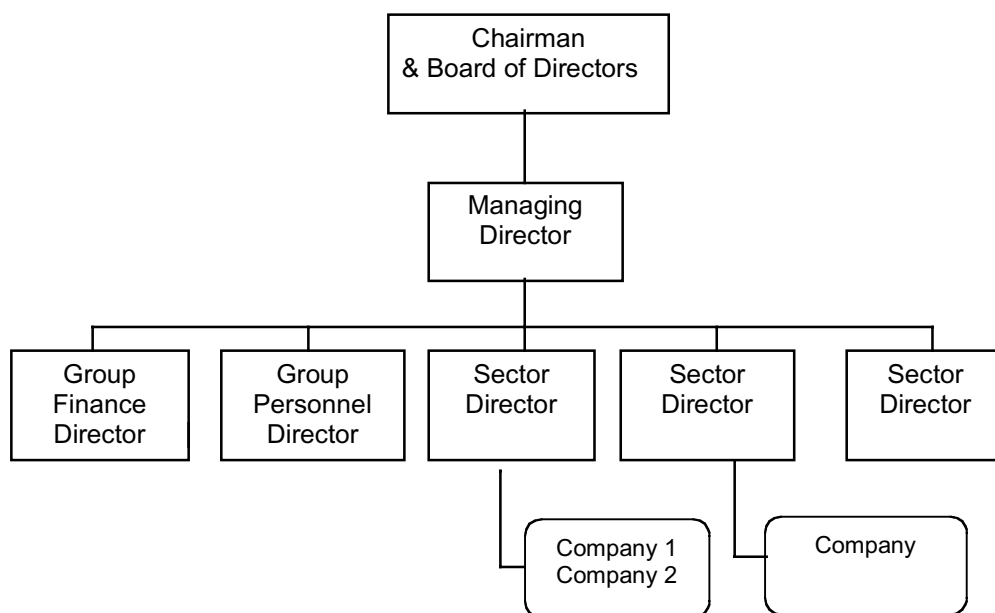 Chairman
& Board of Directors
Managing
Director
Group
Finance
Director
Group
Personnel
Director
Sector
Director
Sector
Director
Sector
Director
Company 1
Company 2
Company